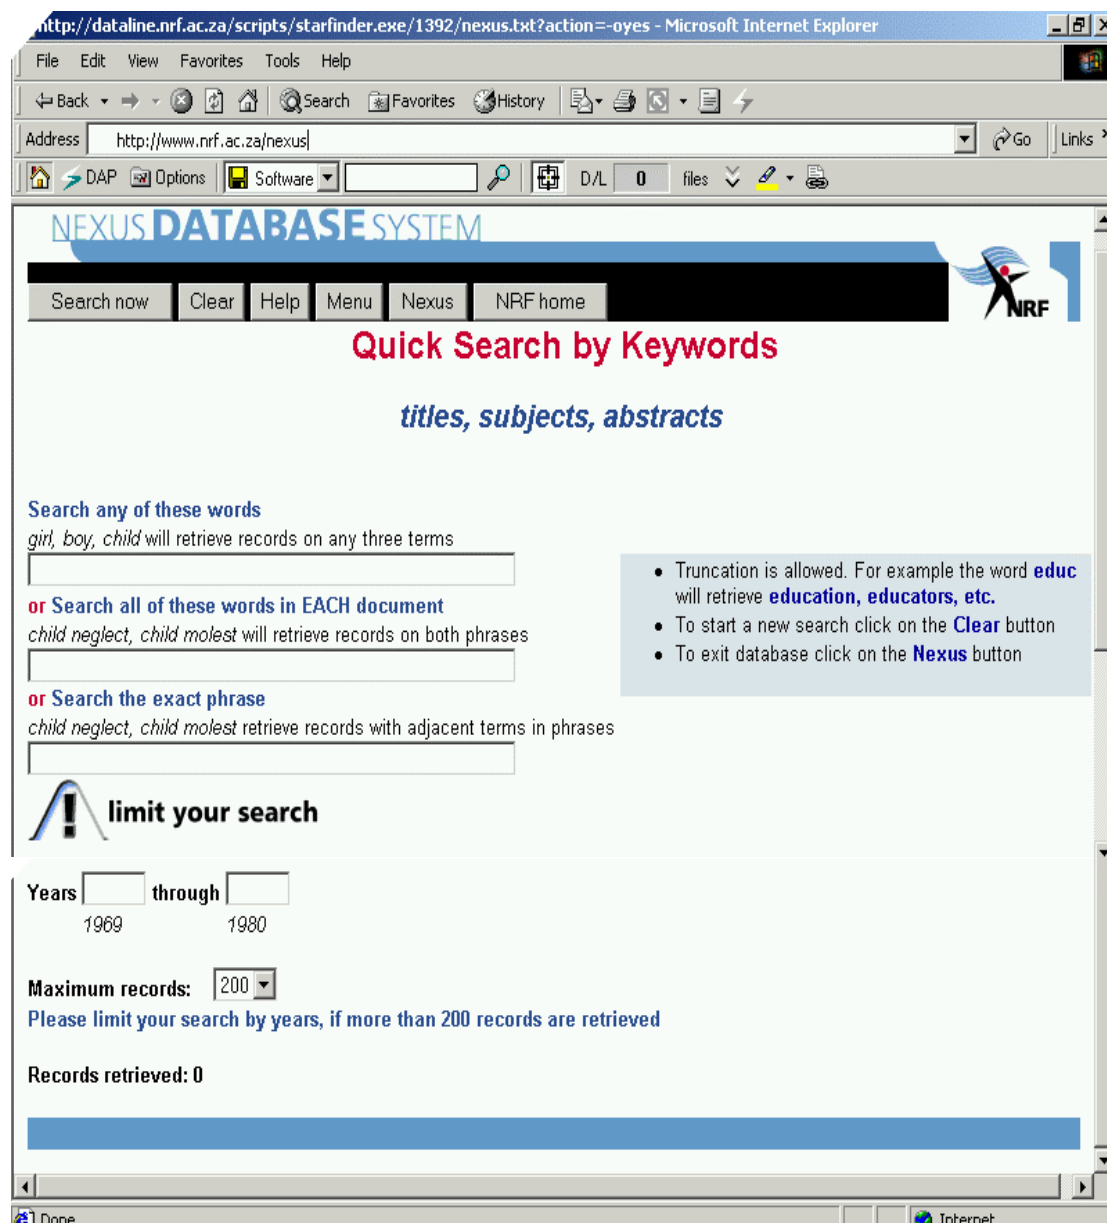 http://dataline.nrf.ac.za/scripts/starfinder.exe/1392/nexus.txt?action=-oyes - Microsoft Internet Explorer
File Edit View Favorites Tools Help
Back Search Favorites History
Address http://www.nrf.ac.za/nexus Go Links
DAP Options Software D/L 0 files
NEXUS DATABASE SYSTEM
Search now Clear Help Menu Nexus NRF home
NRF
Quick Search by Keywords
titles, subjects, abstracts
Search any of these words
girl, boy, child will retrieve records on any three terms
or Search all of these words in EACH document
child neglect, child molest will retrieve records on both phrases
or Search the exact phrase
child neglect, child molest retrieve records with adjacent terms in phrases
• Truncation is allowed. For example the word educ
will retrieve education, educators, etc.
• To start a new search click on the Clear button
• To exit database click on the Nexus button
limit your search
Years through
1969 1980
Maximum records: 200
Please limit your search by years, if more than 200 records are retrieved
Records retrieved: 0
Done Internet